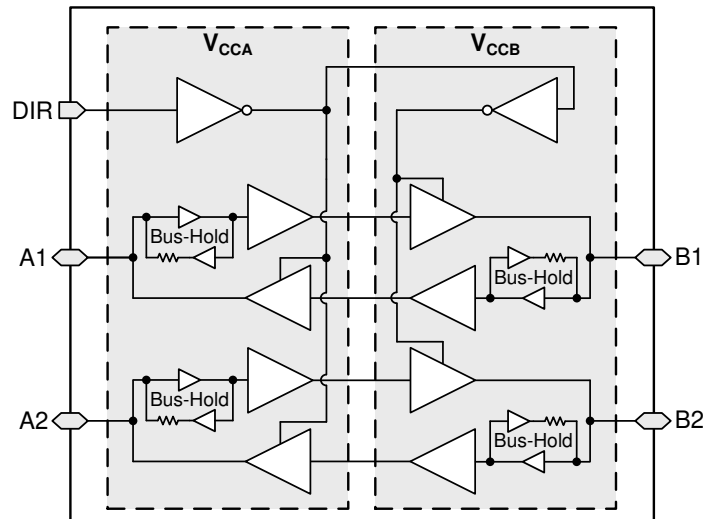 VCCA
VCCB
DIR
Bus-Hold
A1
B1
Bus-Hold
Bus-Hold
A2
B2
Bus-Hold